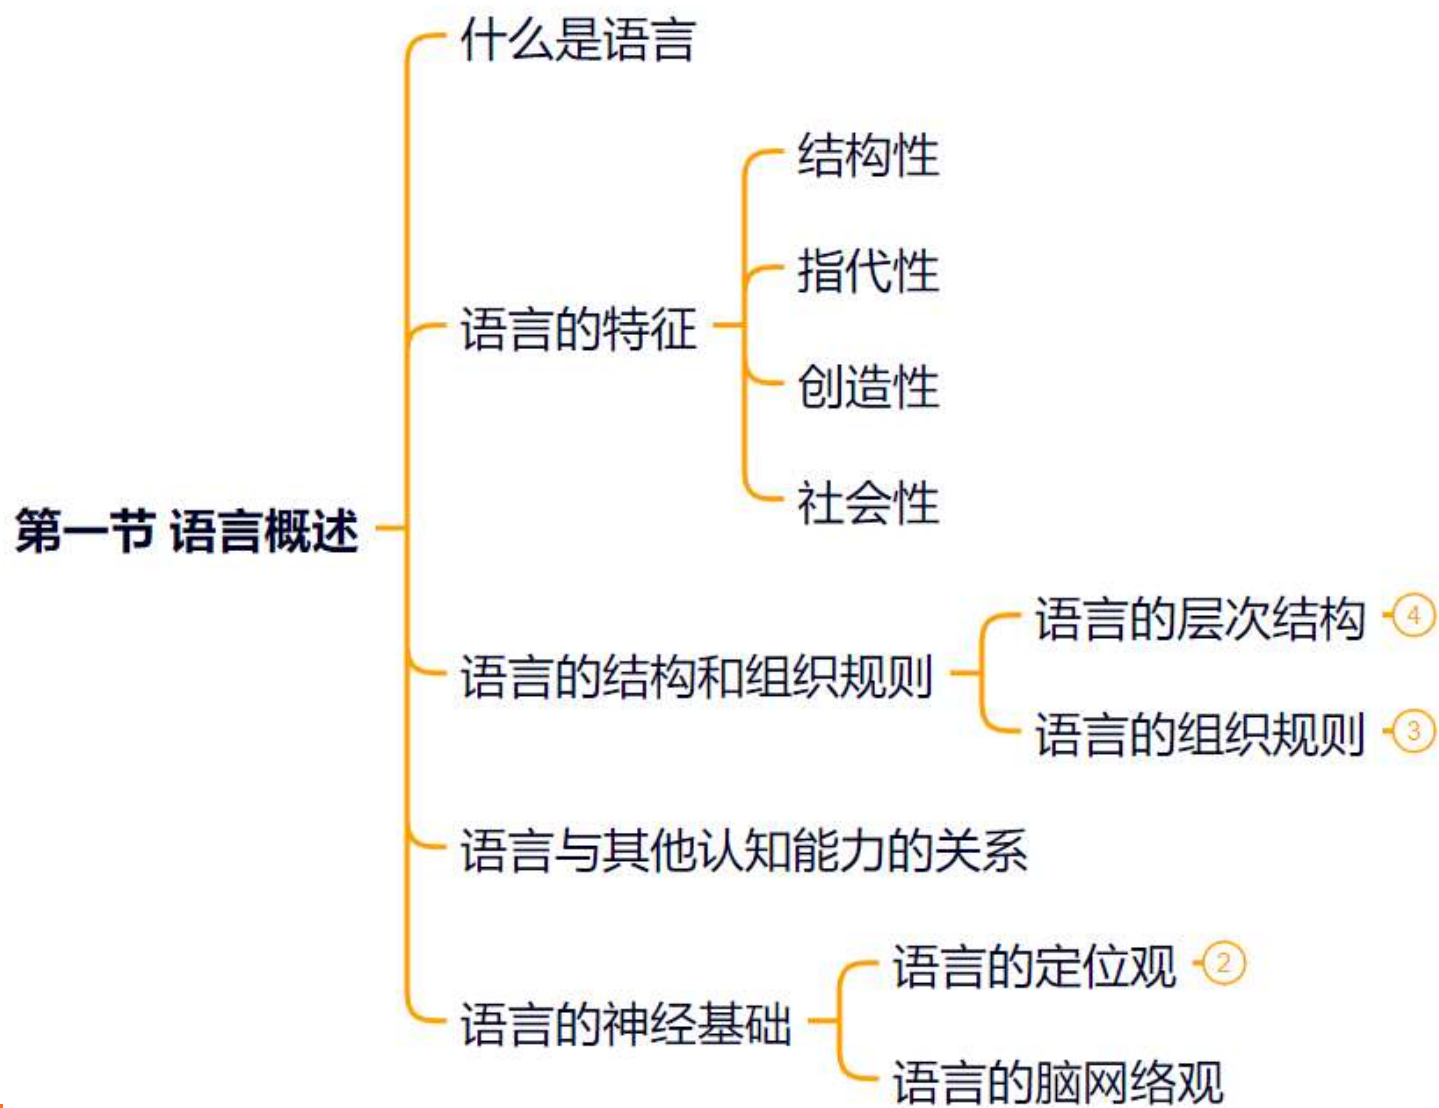 什么是语言
结构性
指代性
语言的特征
创造性
社会性
第一节 语言概述
语言的层次结构 4
语言的结构和组织规则
语言的组织规则 3
语言与其他认知能力的关系
语言的定位观 2
语言的神经基础
语言的脑网络观